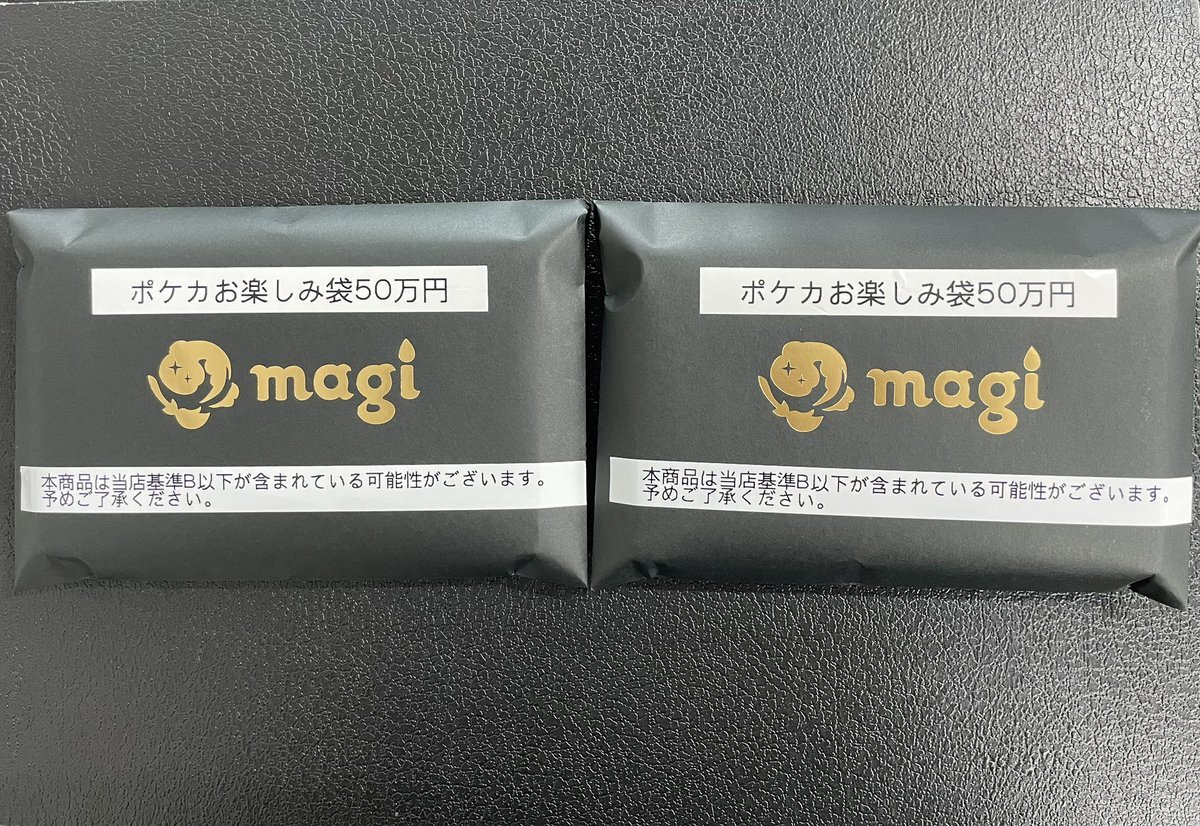 ポケカお楽しみ袋50万円
magi
本商品は当店基準B以下が含まれている可能性がございます。
予めご了承ください。
ポケカお楽しみ袋50万円
magi
本商品は当店基準B以下が含まれている可能性がございます。
予めご了承ください。